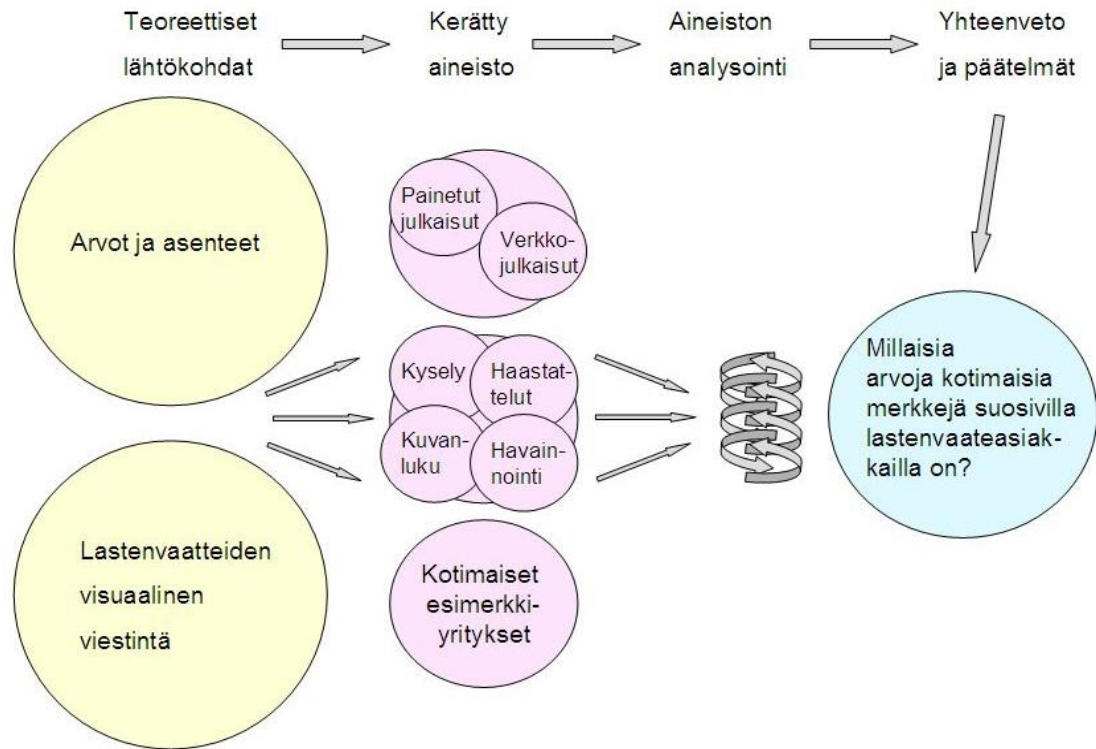 Teoreettiset
lähtökohdat
Kerätty
aineisto
Aineiston
analysointi
Yhteenveto
ja päätelmät
Arvot ja asenteet
Lastenvaatteiden
visuaalinen
viestintä
Painetut
julkaisut
Verkko-
julkaisut
Kysely
Haastat-
telut
Kuvan-
luku
Havain-
nointi
Kotimaiset
esimerkki-
yritykset
Millaisia
arvoja kotimaisia
merkkejä suosivilla
lastenvaateasiak-
kailla on?